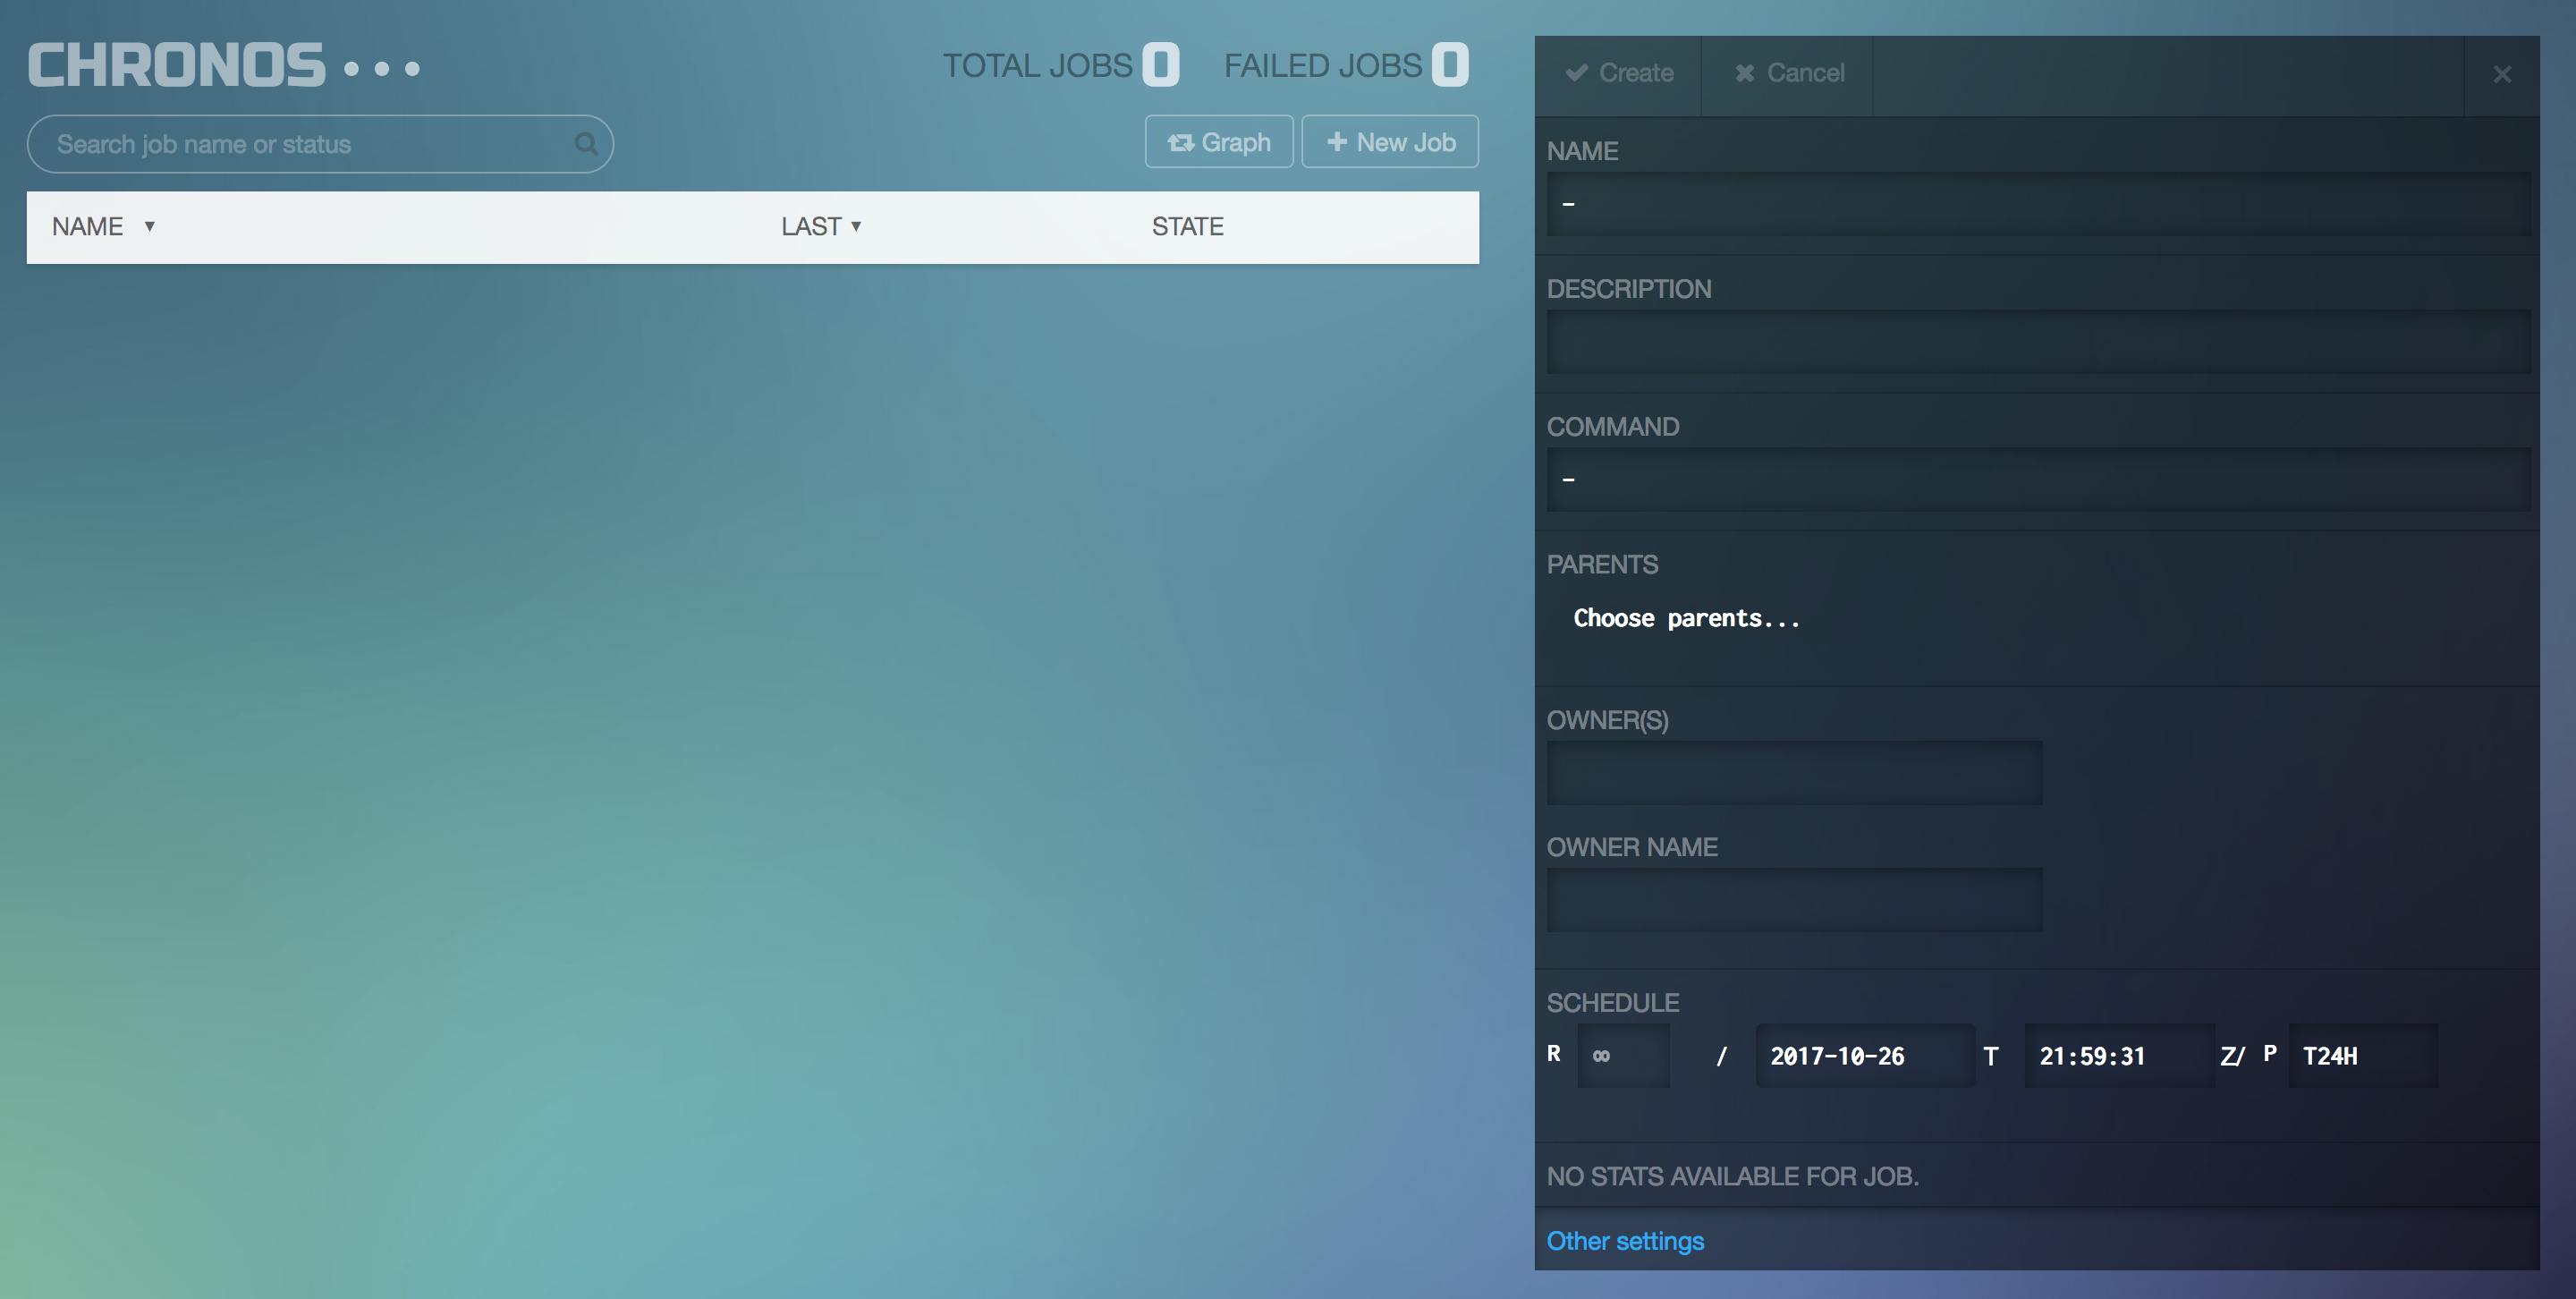 CHRONOS
TOTAL JOBS 0 FAILED JOBS 0
Search job name or status
Graph
New Job
NAME ▼ LAST ▼ STATE
Create
Cancel
NAME
-
DESCRIPTION
COMMAND
-
PARENTS
Choose parents...
OWNER(S)
OWNER NAME
SCHEDULE
R ∞ / 2017-10-26 T 21:59:31 Z/ P T24H
NO STATS AVAILABLE FOR JOB.
Other settings